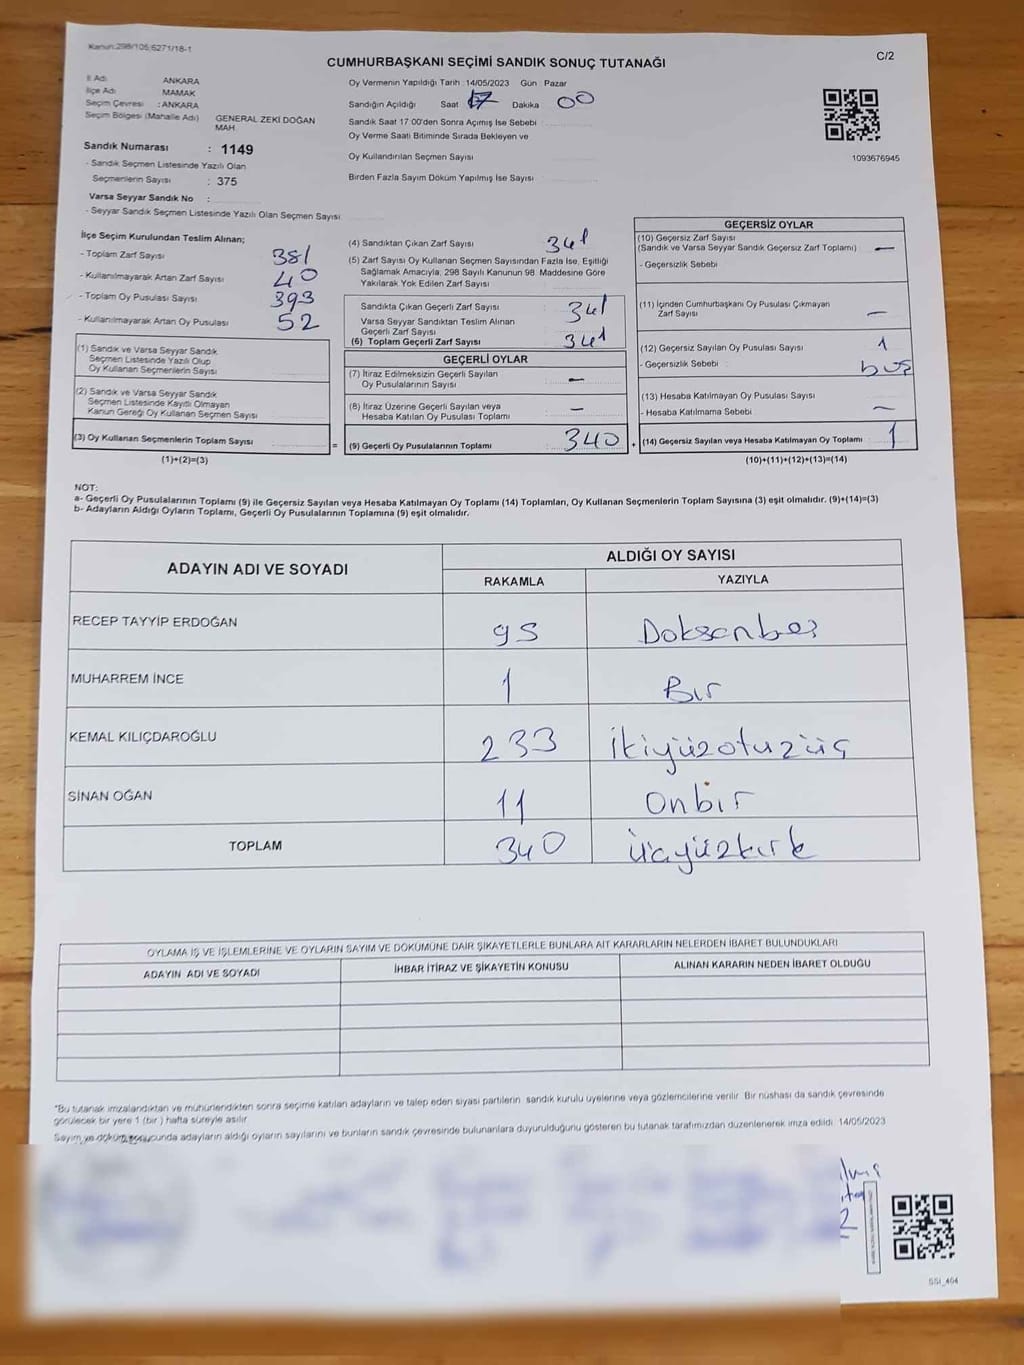 Kanun:298/105;6271/18-1
C/2
CUMHURBAŞKANI SEÇİMİ SANDIK SONUÇ TUTANAĞI
İl Adı ANKARA
İlçe Adı MAMAK
Seçim Çevresi : ANKARA
Seçim Bölgesi (Mahalle Adı) GENERAL ZEKİ DOĞAN MAH.
Sandık Numarası : 1149
- Sandık Seçmen Listesinde Yazılı Olan
Seçmenlerin Sayısı : 375
Varsa Seyyar Sandık No :
- Seyyar Sandık Seçmen Listesinde Yazılı Olan Seçmen Sayısı
Oy Vermenin Yapıldığı Tarih : 14/05/2023 Gün : Pazar
Sandığın Açıldığı Saat 17 Dakika 00
Sandık Saat 17:00'den Sonra Açımış İse Sebebi
Oy Verme Saati Bitiminde Sırada Bekleyen ve
Oy Kullandırılan Seçmen Sayısı
Birden Fazla Sayım Döküm Yapılmış İse Sayısı
1093676945
İlçe Seçim Kurulundan Teslim Alınan;
- Toplam Zarf Sayısı 381
- Kullanılmayarak Artan Zarf Sayısı 40
- Toplam Oy Pusulası Sayısı 393
- Kullanılmayarak Artan Oy Pusulası 52
(1) Sandık ve Varsa Seyyar Sandık
Seçmen Listesinde Yazılı Olup
Oy Kullanan Seçmenlerin Sayısı
(2) Sandık ve Varsa Seyyar Sandık
Seçmen Listesinde Kayıtlı Olmayan
Kanun Gereği Oy Kullanan Seçmen Sayısı
(3) Oy Kullanan Seçmenlerin Toplam Sayısı
(1)+(2)=(3)
(4) Sandıktan Çıkan Zarf Sayısı 341
(5) Zarf Sayısı Oy Kullanan Seçmen Sayısından Fazla İse, Eşitliği
Sağlamak Amacıyla, 298 Sayılı Kanunun 98. Maddesine Göre
Yakılarak Yok Edilen Zarf Sayısı
Sandıkta Çıkan Geçerli Zarf Sayısı 341
Varsa Seyyar Sandıktan Teslim Alınan
Geçerli Zarf Sayısı
(6) Toplam Geçerli Zarf Sayısı 341
GEÇERLİ OYLAR
(7) İtiraz Edilmeksizin Geçerli Sayılan
Oy Pusulalarının Sayısı : —
(8) İtiraz Üzerine Geçerli Sayılan veya
Hesaba Katılan Oy Pusulası Toplamı : —
= (9) Geçerli Oy Pusulalarının Toplamı : 340
GEÇERSİZ OYLAR
(10) Geçersiz Zarf Sayısı
(Sandık ve Varsa Seyyar Sandık Geçersiz Zarf Toplamı) —
- Geçersizlik Sebebi
(11) İçinden Cumhurbaşkanı Oy Pusulası Çıkmayan
Zarf Sayısı —
(12) Geçersiz Sayılan Oy Pusulası Sayısı 1
- Geçersizlik Sebebi boş
(13) Hesaba Katılmayan Oy Pusulası Sayısı
- Hesaba Katılmama Sebebi —
+ (14) Geçersiz Sayılan veya Hesaba Katılmayan Oy Toplamı : 1
(10)+(11)+(12)+(13)=(14)
NOT:
a- Geçerli Oy Pusulalarının Toplamı (9) ile Geçersiz Sayılan veya Hesaba Katılmayan Oy Toplamı (14) Toplamları, Oy Kullanan Seçmenlerin Toplam Sayısına (3) eşit olmalıdır. (9)+(14)=(3)
b- Adayların Aldığı Oyların Toplamı, Geçerli Oy Pusulalarının Toplamına (9) eşit olmalıdır.
ADAYIN ADI VE SOYADI ALDIĞI OY SAYISI
RAKAMLA YAZIYLA
RECEP TAYYİP ERDOĞAN 95 Doksanbeş
MUHARREM İNCE 1 Bir
KEMAL KILIÇDAROĞLU 233 İkiyüzotuzüç
SİNAN OĞAN 11 Onbir
TOPLAM 340 üçyüzkırk
OYLAMA İŞ VE İŞLEMLERİNE VE OYLARIN SAYIM VE DÖKÜMÜNE DAİR ŞİKAYETLERLE BUNLARA AİT KARARLARIN NELERDEN İBARET BULUNDUKLARI
ADAYIN ADI VE SOYADI İHBAR İTİRAZ VE ŞİKAYETİN KONUSU ALINAN KARARIN NEDEN İBARET OLDUĞU
"Bu tutanak imzalandıktan ve mühürlendikten sonra seçime katılan adayların ve talep eden siyasi partilerin sandık kurulu üyelerine veya gözlemcilerine verilir. Bir nüshası da sandık çevresinde
görülecek bir yere 1 (bir) hafta süreyle asılır.
Sayım ve döküm sonucunda adayların aldığı oyların sayılarını ve bunların sandık çevresinde bulunanlara duyurulduğunu gösteren bu tutanak tarafımızdan düzenlenerek imza edildi. 14/05/2023
SSI_464